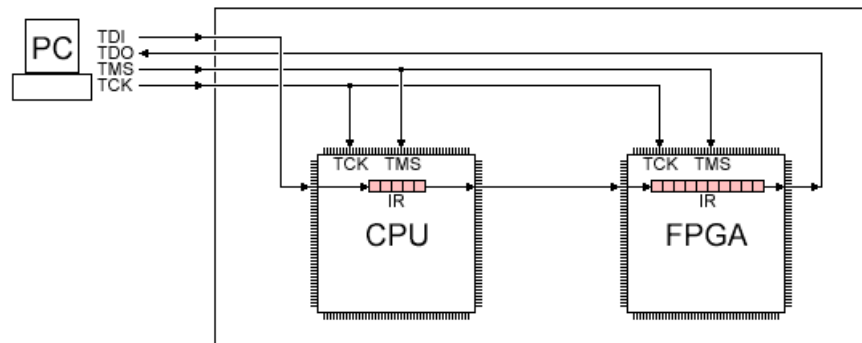 PC
TDI
TDO
TMS
TCK
TCK TMS
IR
CPU
TCK TMS
IR
FPGA